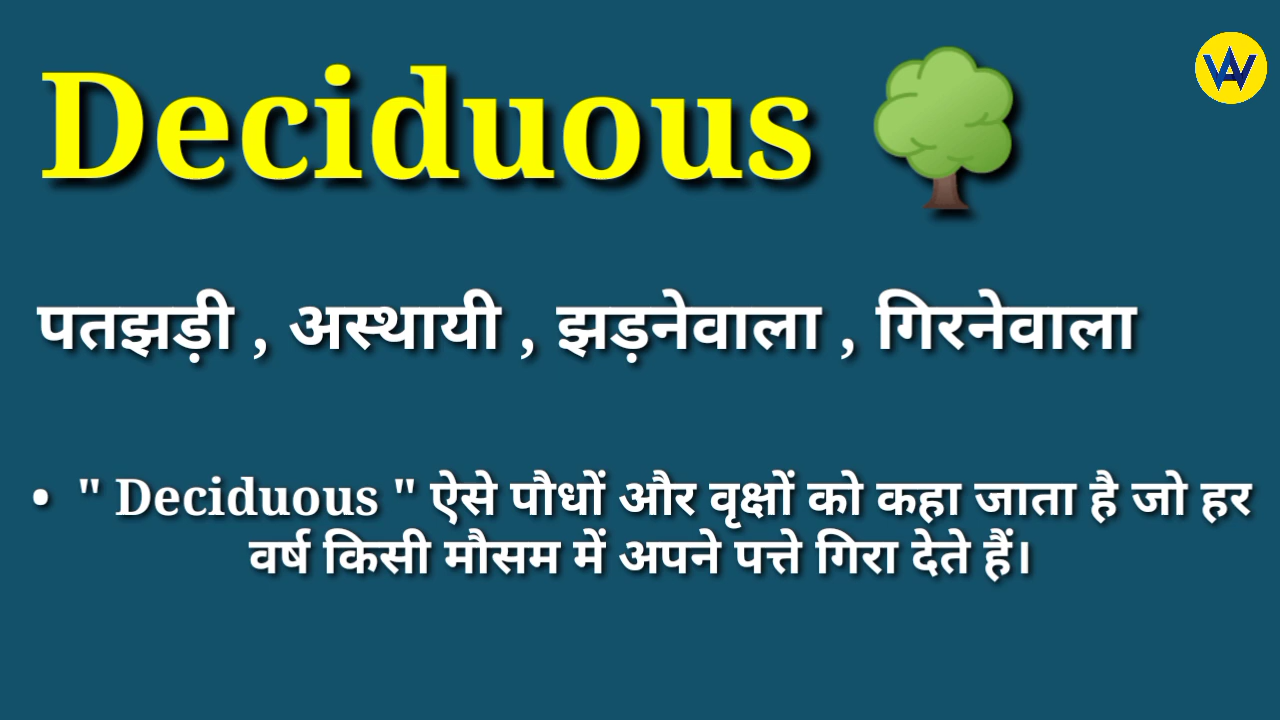 Deciduous
पतझड़ी , अस्थायी , झड़नेवाला , गिरनेवाला
• " Deciduous " ऐसे पौधों और वृक्षों को कहा जाता है जो हर
वर्ष किसी मौसम में अपने पत्ते गिरा देते हैं।